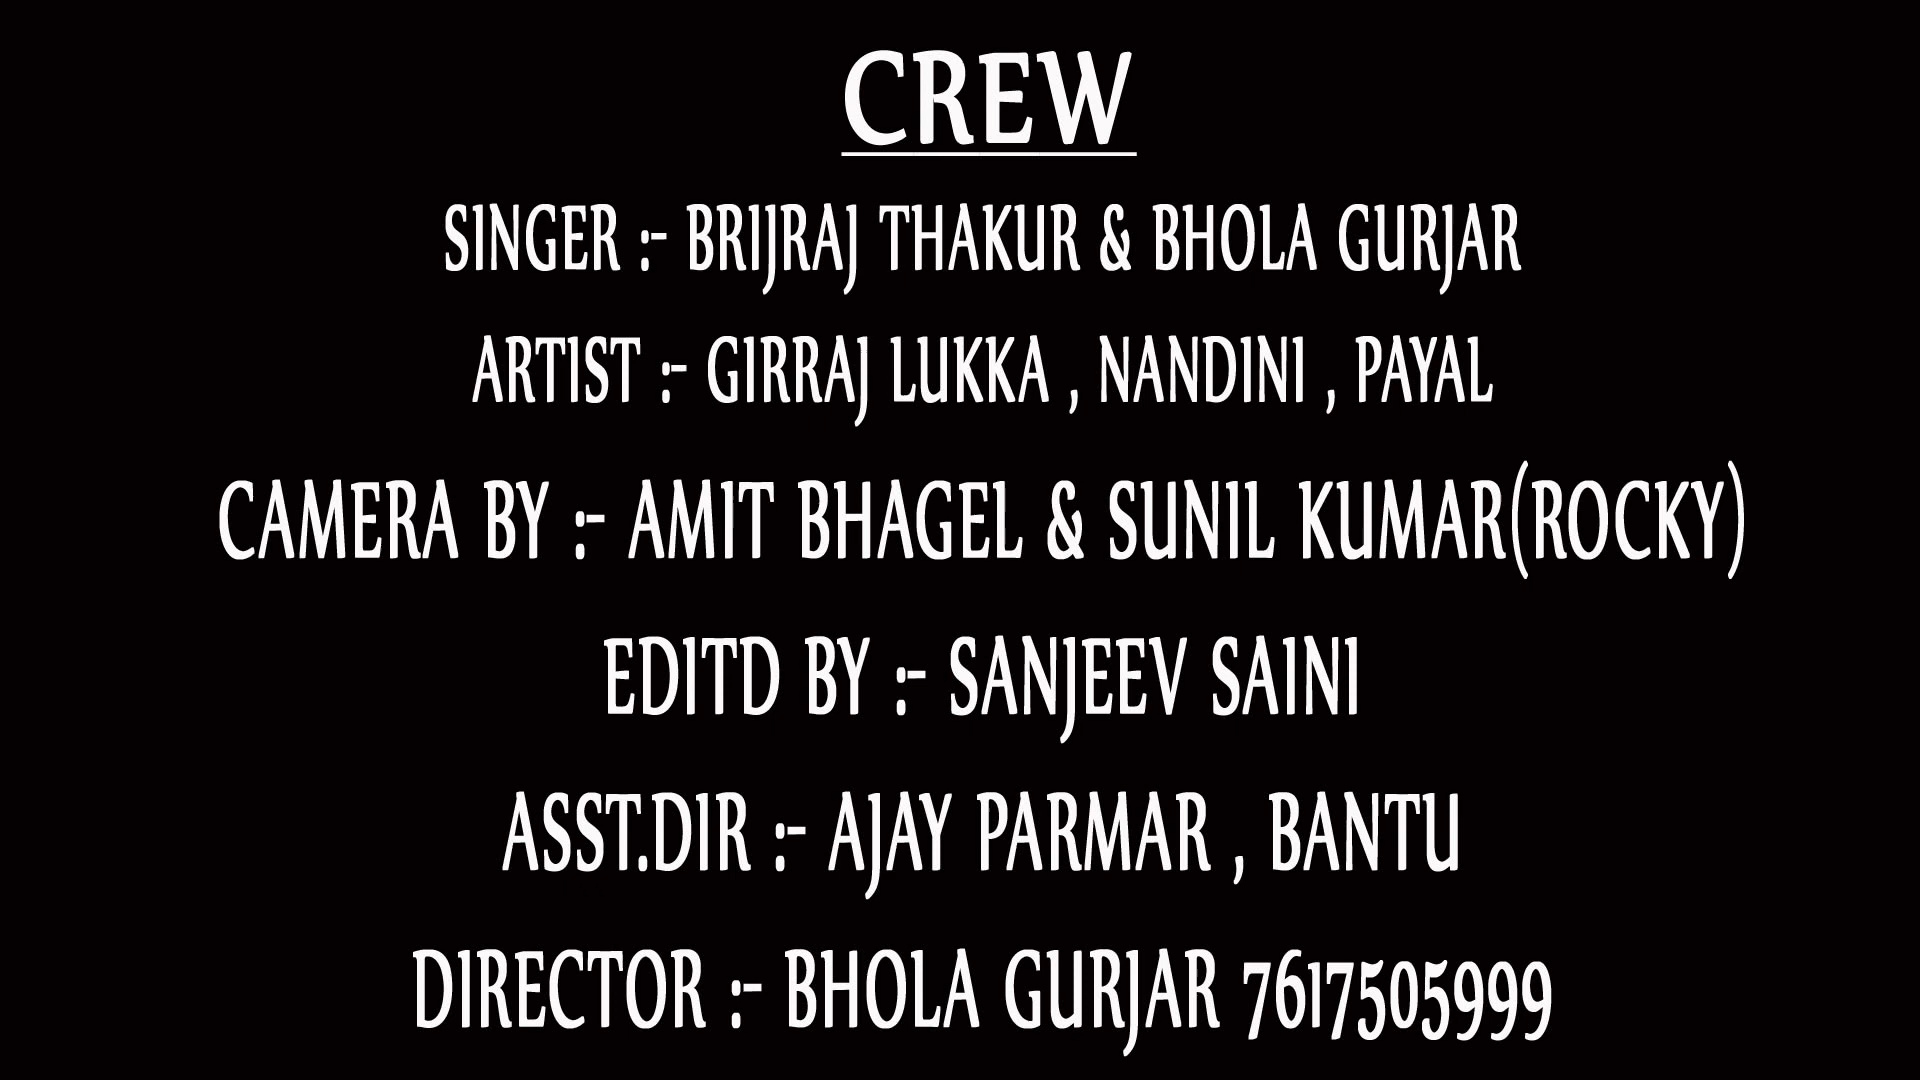 CREW
SINGER :- BRIJRAJ THAKUR & BHOLA GURJAR
ARTIST :- GIRRAJ LUKKA , NANDINI , PAYAL
CAMERA BY :- AMIT BHAGEL & SUNIL KUMAR(ROCKY)
EDITD BY :- SANJEEV SAINI
ASST.DIR :- AJAY PARMAR , BANTU
DIRECTOR :- BHOLA GURJAR 7617505999